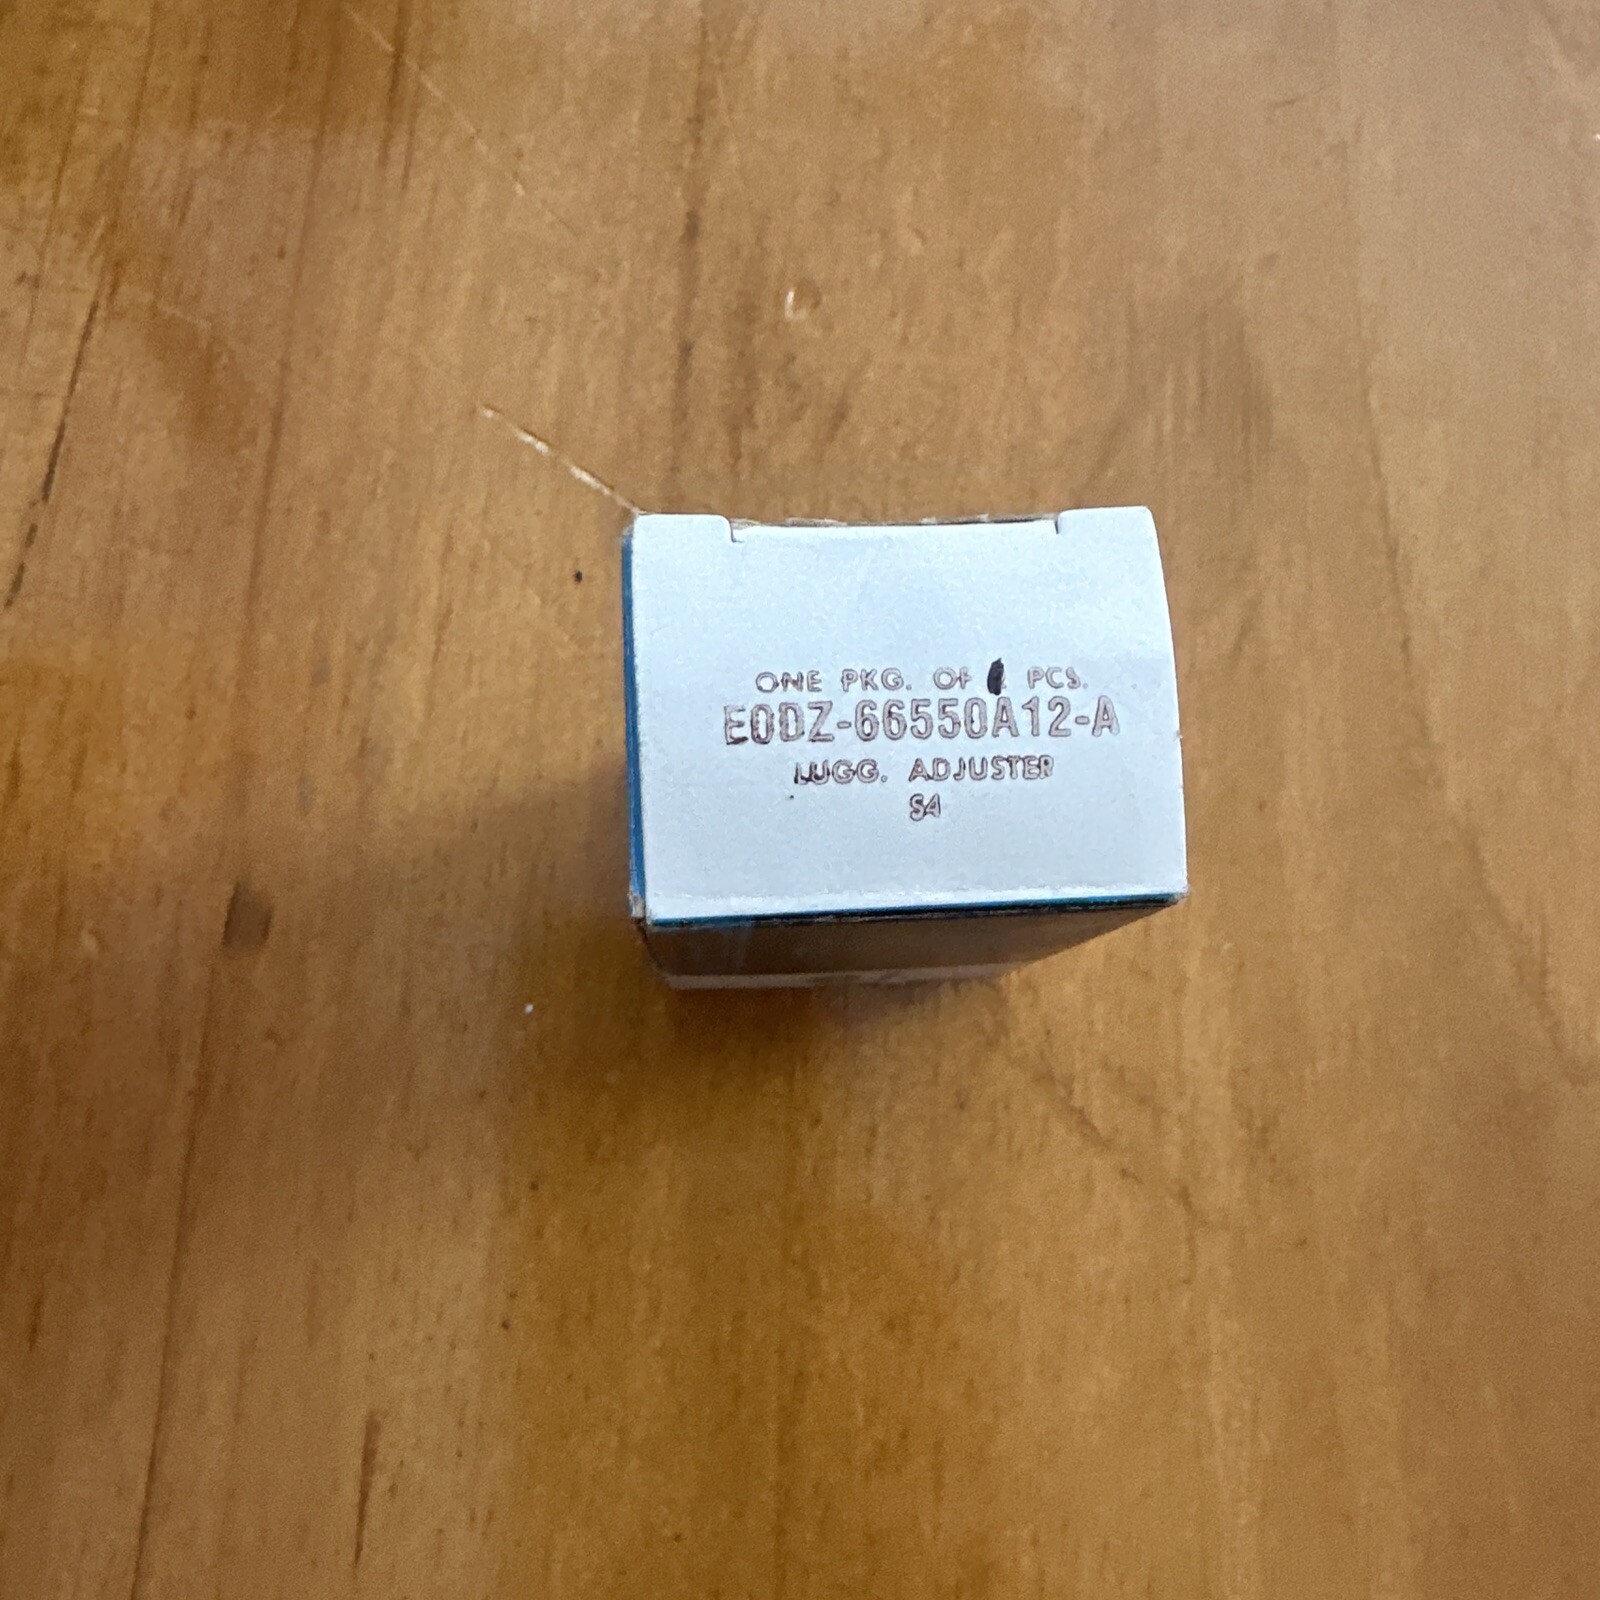 ONE PKG. OF PCS.
E0DZ-66550A12-A
LUGG. ADJUSTER
S4